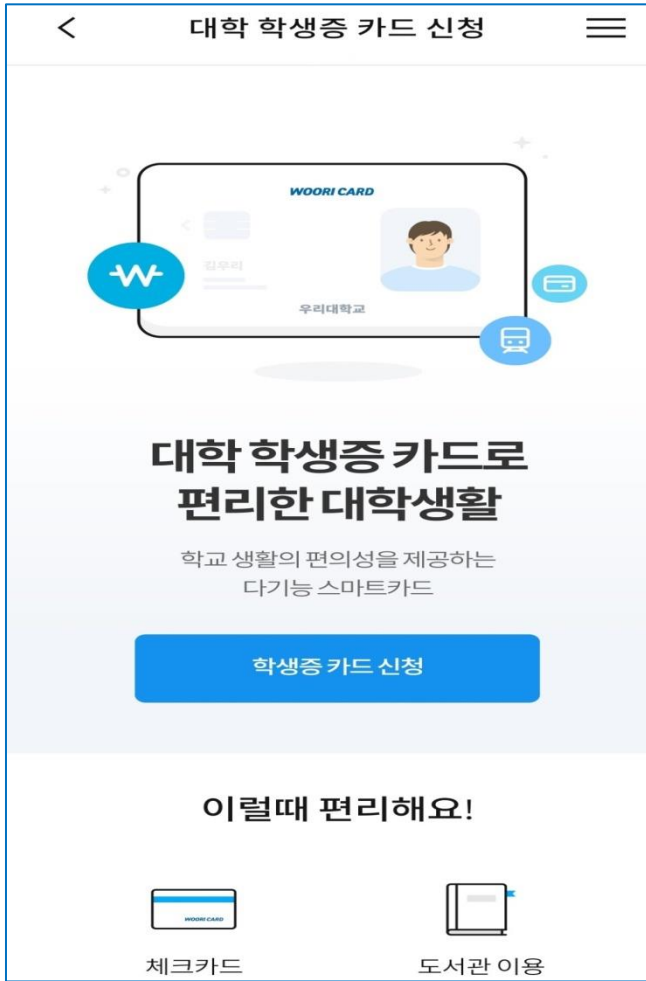 대학 학생증 카드 신청
WOORI CARD
김우리
우리대학교
대학 학생증 카드로
편리한 대학생활
학교 생활의 편의성을 제공하는
다기능 스마트카드
학생증 카드 신청
이럴때 편리해요!
WOORI CARD
체크카드
도서관 이용